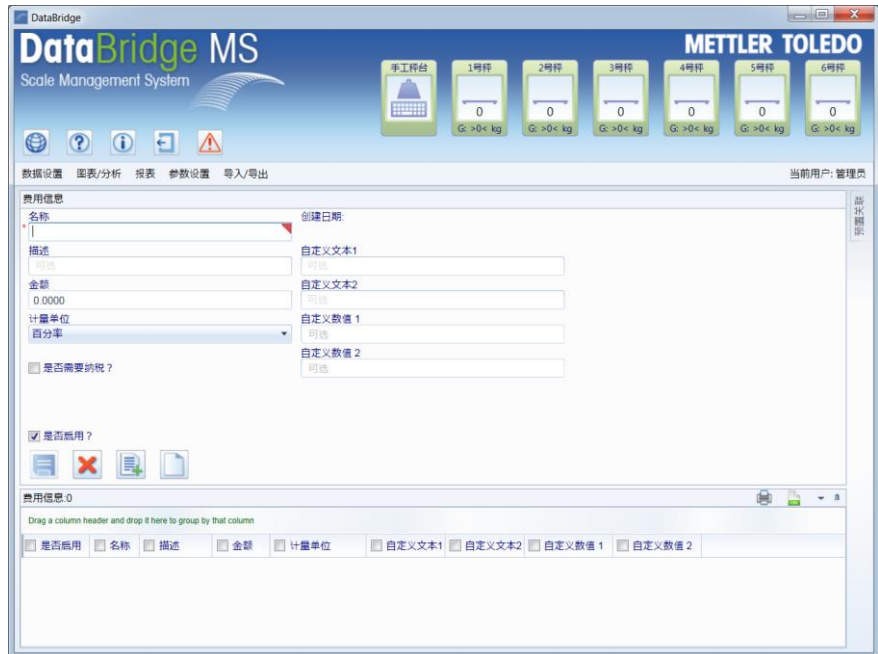 DataBridge
DataBridge MS
METTLER TOLEDO
Scale Management System
手工秤台 1号秤 2号秤 3号秤 4号秤 5号秤 6号秤
0 0 0 0 0 0
G: >0< kg G: >0< kg G: >0< kg G: >0< kg G: >0< kg G: >0< kg
数据设置 图表/分析 报表 参数设置 导入/导出 当前用户: 管理员
费用信息
预置关联
名称 创建日期:
*
描述 自定义文本1
可选 可选
金额 自定义文本2
0.0000 可选
计量单位 自定义数值 1
百分率 可选
自定义数值 2
是否需要纳税？ 可选
是否启用？
费用信息:0
Drag a column header and drop it here to group by that column
是否启用 名称 描述 金额 计量单位 自定义文本1 自定义文本2 自定义数值 1 自定义数值 2